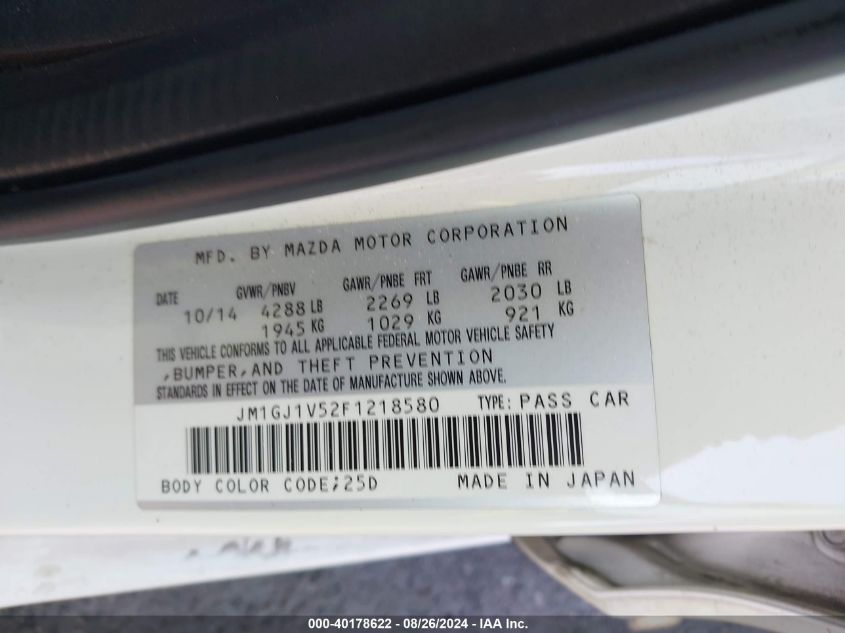 MFD. BY MAZDA MOTOR CORPORATION
DATE GVWR/PNBV GAWR/PNBE FRT GAWR/PNBE RR
10/14 4288 LB 2269 LB 2030 LB
1945 KG 1029 KG 921 KG
THIS VEHICLE CONFORMS TO ALL APPLICABLE FEDERAL MOTOR VEHICLE SAFETY
,BUMPER,AND THEFT PREVENTION
STANDARDS IN EFFECT ON THE DATE OF MANUFACTURE SHOWN ABOVE.
JM1GJ1V52F1218580 TYPE: PASS CAR
BODY COLOR CODE;25D MADE IN JAPAN
000-40178622 - 08/26/2024 - IAA Inc.